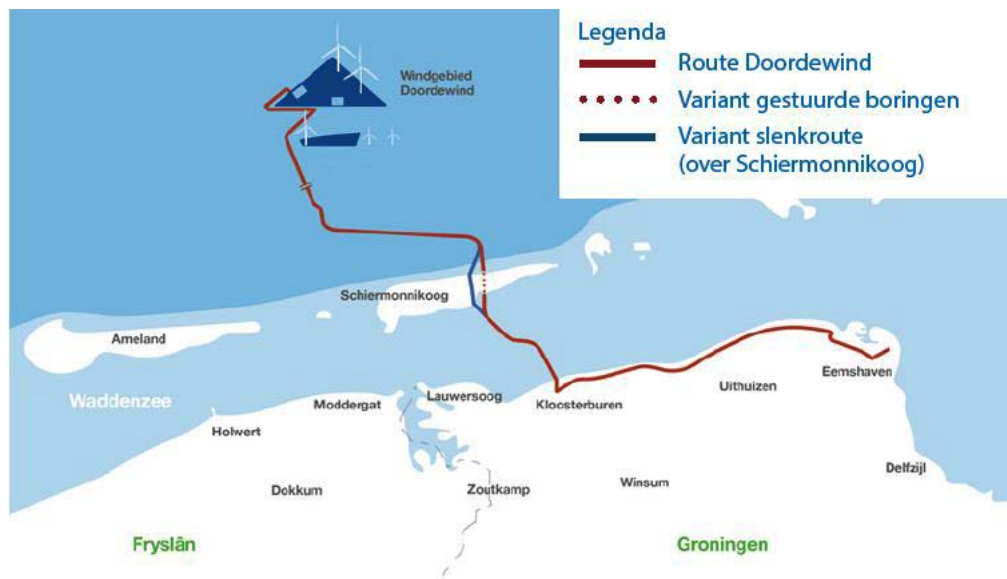 Legenda
Route Doordewind
Variant gestuurde boringen
Variant slenkroute
(over Schiermonnikoog)
Windgebied
Doordewind
Schiermonnikoog
Ameland
Waddenzee
Moddergat
Lauwersoog
Kloosterburen
Uithuizen
Eemshaven
Holwert
Dokkum
Zoutkamp
Winsum
Delfzijl
Fryslân
Groningen